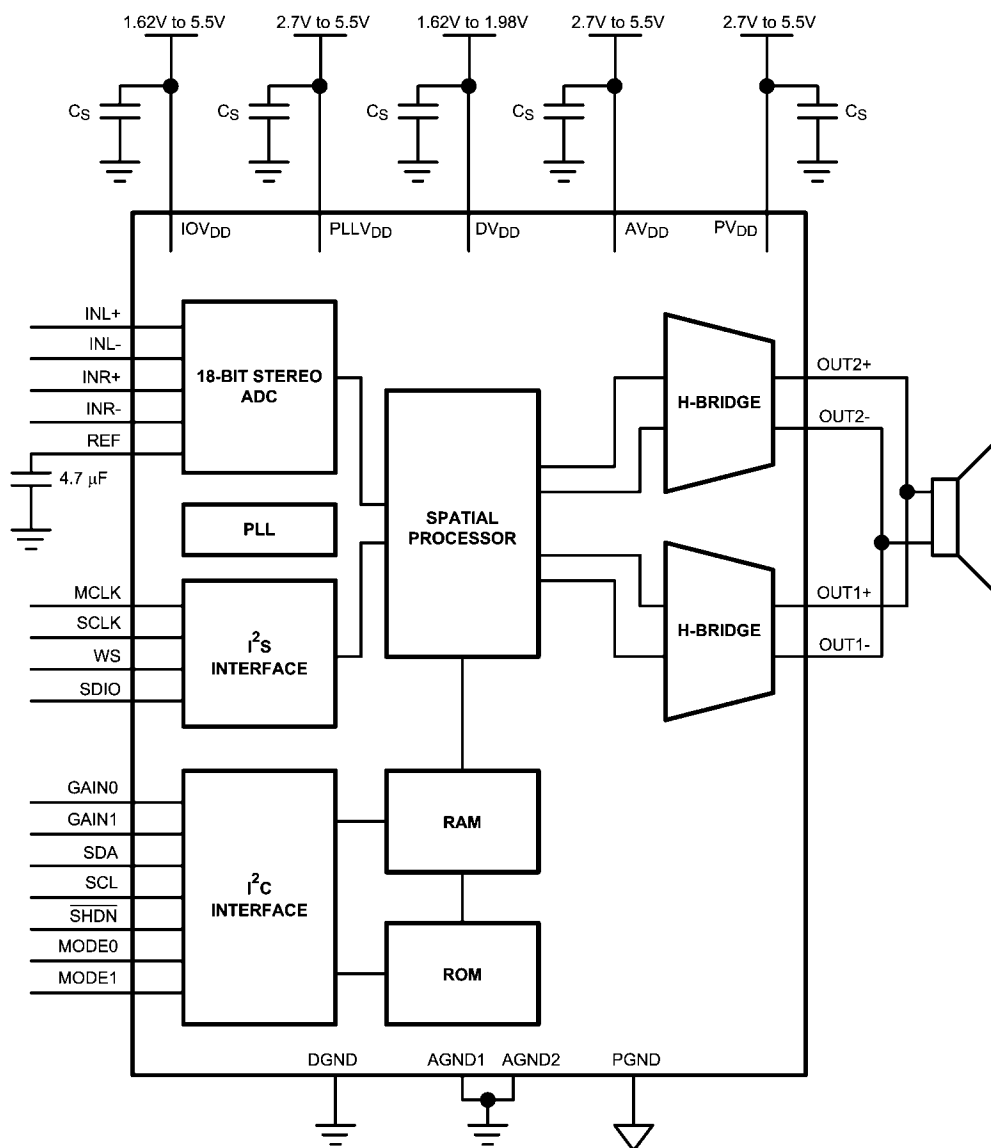 1.62V to 5.5V
2.7V to 5.5V
1.62V to 1.98V
2.7V to 5.5V
2.7V to 5.5V
CS
CS
CS
CS
CS
IOVDD
PLLVDD
DVDD
AVDD
PVDD
INL+
INL-
INR+
INR-
REF
4.7 μF
18-BIT STEREO
ADC
PLL
MCLK
SCLK
WS
SDIO
I²S
INTERFACE
SPATIAL
PROCESSOR
H-BRIDGE
OUT2+
OUT2-
H-BRIDGE
OUT1+
OUT1-
GAIN0
GAIN1
SDA
SCL
SHDN
MODE0
MODE1
I²C
INTERFACE
RAM
ROM
DGND
AGND1
AGND2
PGND